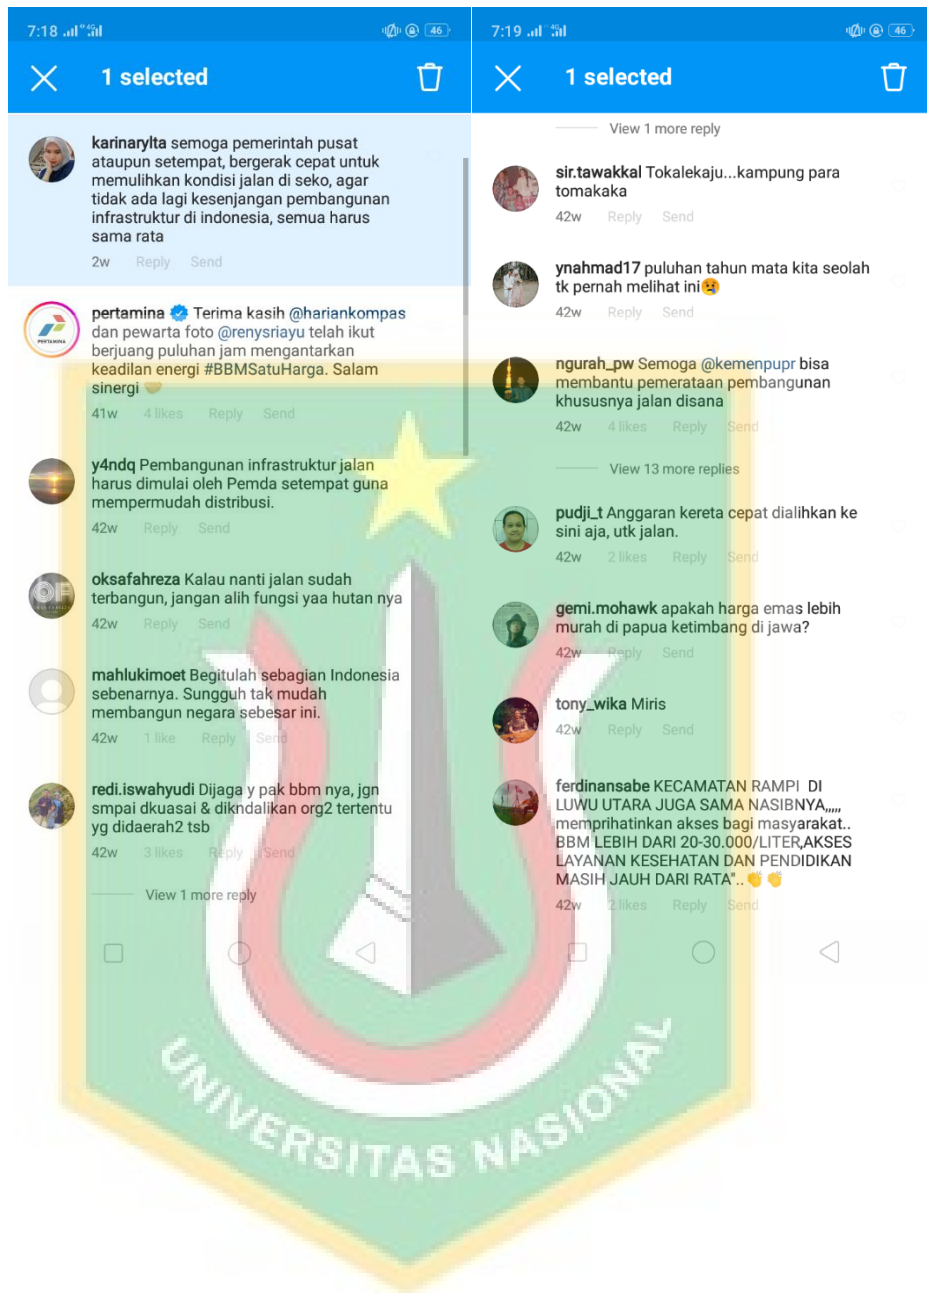 7:18
46
1 selected
karinarylta semoga pemerintah pusat
ataupun setempat, bergerak cepat untuk
memulihkan kondisi jalan di seko, agar
tidak ada lagi kesenjangan pembangunan
infrastruktur di indonesia, semua harus
sama rata
2w Reply Send
PERTAMINA
pertamina Terima kasih @hariankompas
dan pewarta foto @renysriayu telah ikut
berjuang puluhan jam mengantarkan
keadilan energi #BBMSatuHarga. Salam
sinergi 🤝
41w 4 likes Reply Send
y4ndq Pembangunan infrastruktur jalan
harus dimulai oleh Pemda setempat guna
mempermudah distribusi.
42w Reply Send
oksafahreza Kalau nanti jalan sudah
terbangun, jangan alih fungsi yaa hutan nya
42w Reply Send
mahlukimoet Begitulah sebagian Indonesia
sebenarnya. Sungguh tak mudah
membangun negara sebesar ini.
42w 1 like Reply Send
redi.iswahyudi Dijaga y pak bbm nya, jgn
smpai dkuasai & dikndalikan org2 tertentu
yg didaerah2 tsb
42w 3 likes Reply Send
View 1 more reply
7:19
46
1 selected
View 1 more reply
sir.tawakkal Tokalekaju...kampung para
tomakaka
42w Reply Send
ynahmad17 puluhan tahun mata kita seolah
tk pernah melihat ini😢
42w Reply Send
ngurah_pw Semoga @kemenpupr bisa
membantu pemerataan pembangunan
khususnya jalan disana
42w 4 likes Reply Send
View 13 more replies
pudji_t Anggaran kereta cepat dialihkan ke
sini aja, utk jalan.
42w 2 likes Reply Send
gemi.mohawk apakah harga emas lebih
murah di papua ketimbang di jawa?
42w Reply Send
tony_wika Miris
42w Reply Send
ferdinansabe KECAMATAN RAMPI DI
LUWU UTARA JUGA SAMA NASIBNYA,,,,,
memprihatinkan akses bagi masyarakat..
BBM LEBIH DARI 20-30.000/LITER,AKSES
LAYANAN KESEHATAN DAN PENDIDIKAN
MASIH JAUH DARI RATA"..👏👏
42w 2 likes Reply Send
UNIVERSITAS NASIONAL